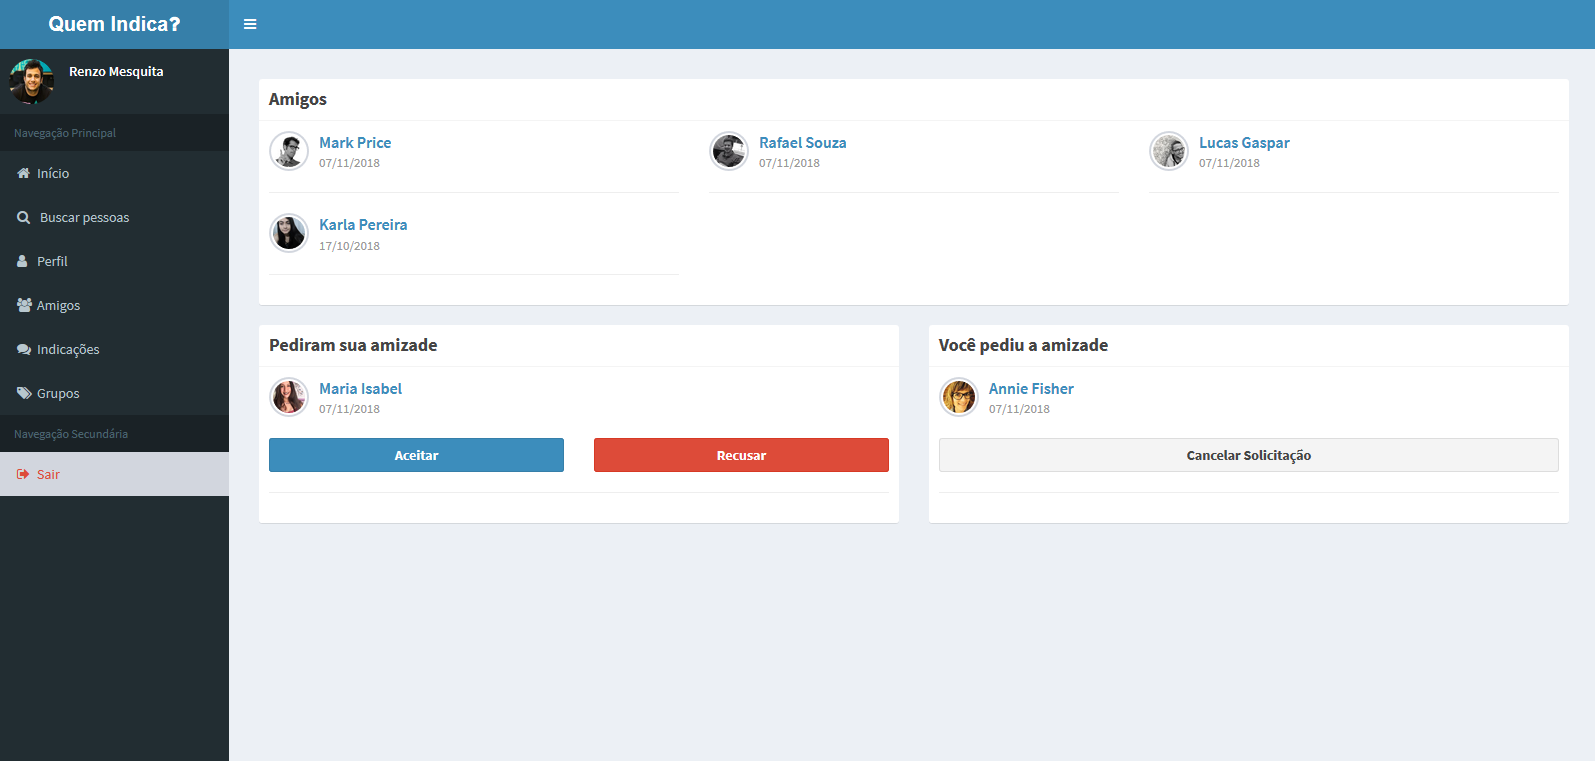 Quem Indica?
Renzo Mesquita
Navegação Principal
Início
Buscar pessoas
Perfil
Amigos
Indicações
Grupos
Navegação Secundária
Sair
Amigos
Mark Price
07/11/2018
Rafael Souza
07/11/2018
Lucas Gaspar
07/11/2018
Karla Pereira
17/10/2018
Pediram sua amizade
Maria Isabel
07/11/2018
Aceitar
Recusar
Você pediu a amizade
Annie Fisher
07/11/2018
Cancelar Solicitação